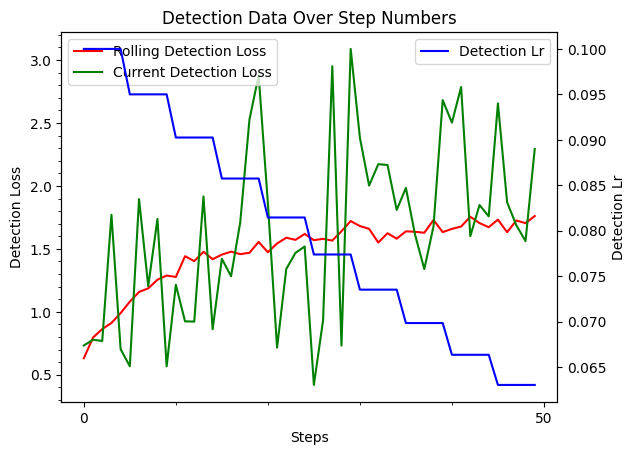 Detection Data Over Step Numbers
Rolling Detection Loss
Current Detection Loss
Detection Lr
3.0
2.5
2.0
1.5
1.0
0.5
Detection Loss
0.100
0.095
0.090
0.085
0.080
0.075
0.070
0.065
Detection Lr
0
50
Steps